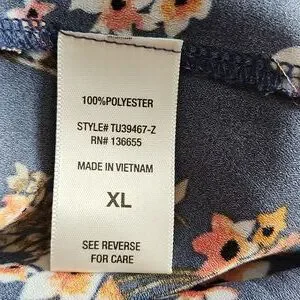 100%POLYESTER
STYLE# TU39467-Z
RN# 136655
MADE IN VIETNAM
XL
SEE REVERSE
FOR CARE